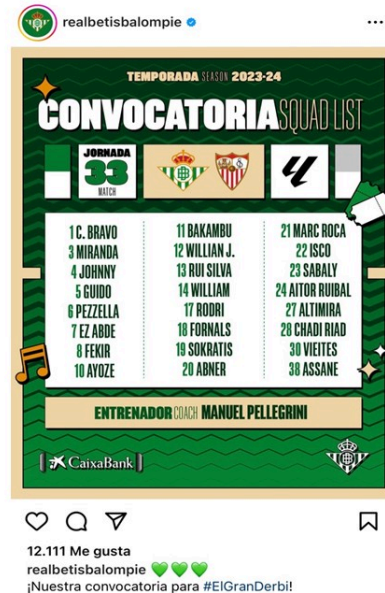 realbetisbalompie
TEMPORADA SEASON 2023-24
CONVOCATORIA SQUAD LIST
JORNADA
33
MATCH
1 C. BRAVO
3 MIRANDA
4 JOHNNY
5 GUIDO
6 PEZZELLA
7 EZ ABDE
8 FEKIR
10 AYOZE
11 BAKAMBU
12 WILLIAN J.
13 RUI SILVA
14 WILLIAM
17 RODRI
18 FORNALS
19 SOKRATIS
20 ABNER
21 MARC ROCA
22 ISCO
23 SABALY
24 AITOR RUIBAL
27 ALTIMIRA
28 CHADI RIAD
30 VIEITES
38 ASSANE
ENTRENADOR COACH MANUEL PELLEGRINI
CaixaBank
12.111 Me gusta
realbetisbalompie 💚💚💚
¡Nuestra convocatoria para #ElGranDerbi!